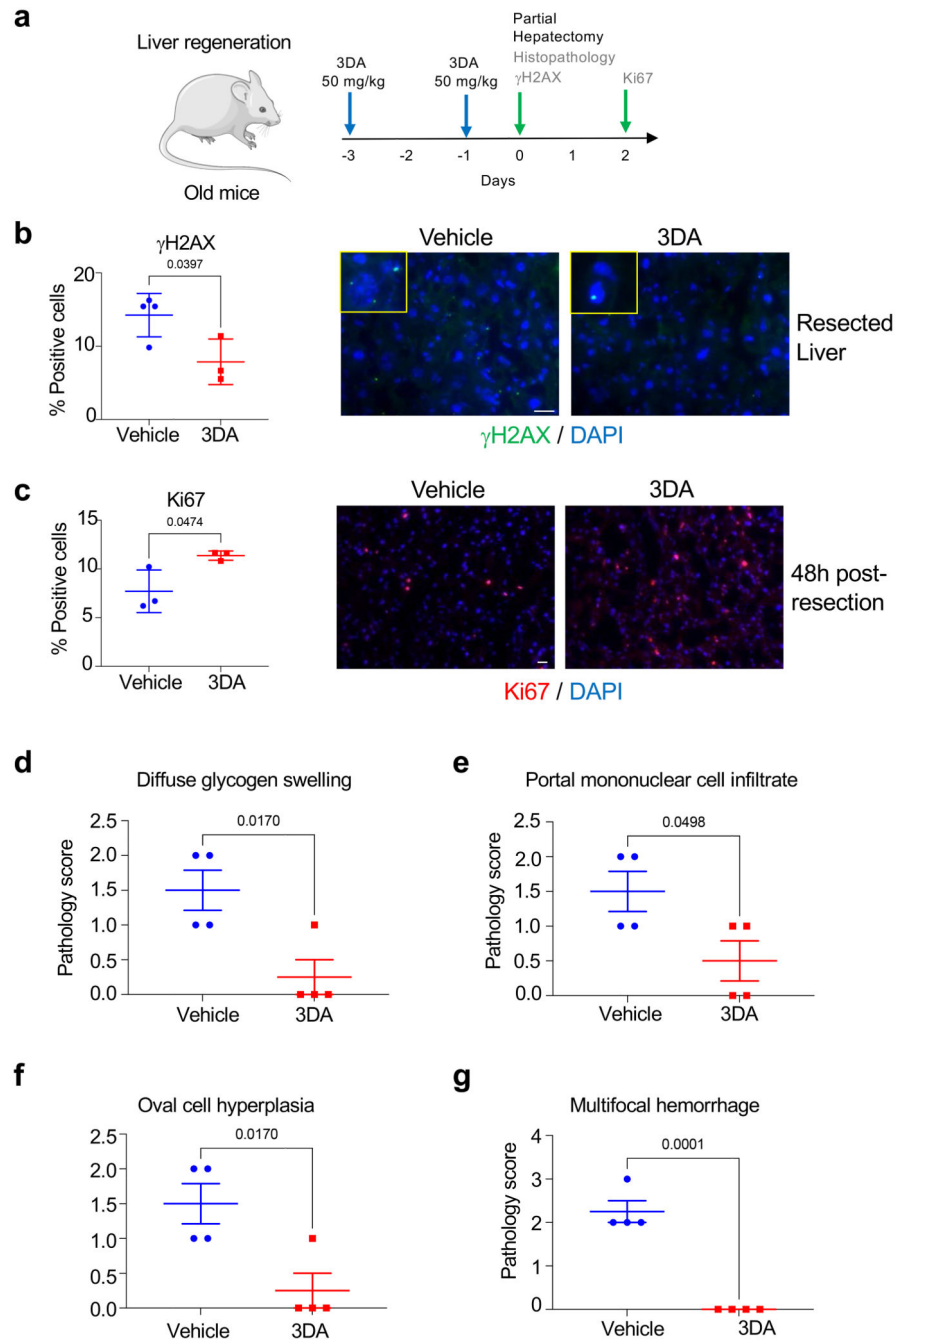 a
Liver regeneration
Old mice
3DA
50 mg/kg
3DA
50 mg/kg
Partial
Hepatectomy
Histopathology
γH2AX
Ki67
-3 -2 -1 0 1 2
Days
b
γH2AX
0.0397
% Positive cells
20
10
0
Vehicle 3DA
Vehicle 3DA
Resected
Liver
γH2AX / DAPI
c
Ki67
0.0474
% Positive cells
15
10
5
0
Vehicle 3DA
Vehicle 3DA
48h post-
resection
Ki67 / DAPI
d
Diffuse glycogen swelling
0.0170
Pathology score
2.5
2.0
1.5
1.0
0.5
0.0
Vehicle 3DA
e
Portal mononuclear cell infiltrate
0.0498
Pathology score
2.5
2.0
1.5
1.0
0.5
0.0
Vehicle 3DA
f
Oval cell hyperplasia
0.0170
Pathology score
2.5
2.0
1.5
1.0
0.5
0.0
Vehicle 3DA
g
Multifocal hemorrhage
0.0001
Pathology score
4
3
2
1
0
Vehicle 3DA